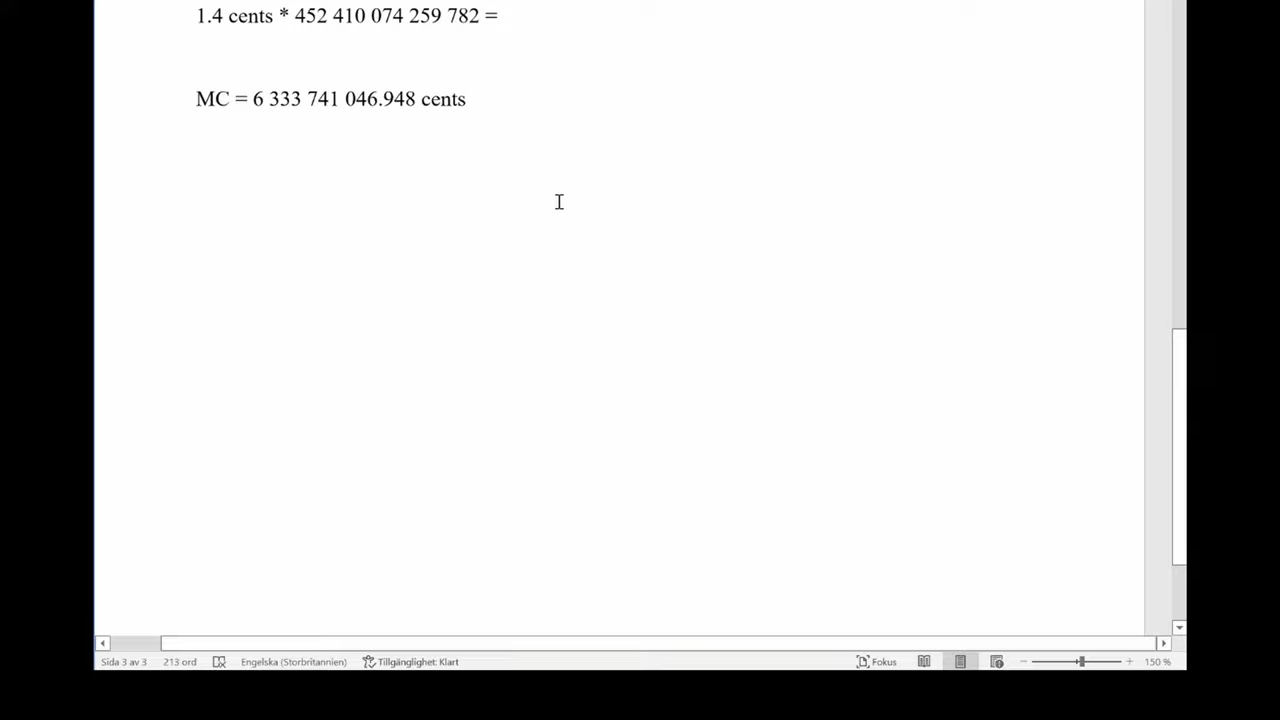 1.4 cents * 452 410 074 259 782 =
MC = 6 333 741 046.948 cents
Sida 3 av 3 213 ord Engelska (Storbritannien) Tillgänglighet: Klart Fokus 150 %